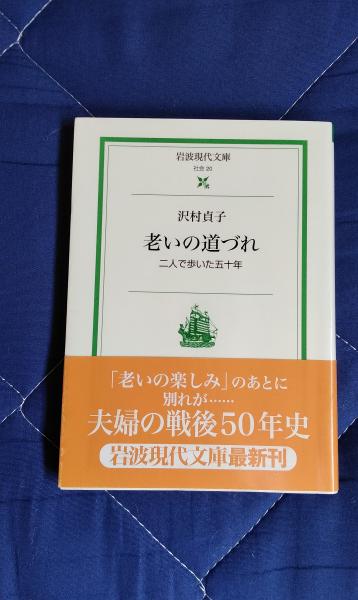 岩波現代文庫
社会 20
沢村貞子
老いの道づれ
二人で歩いた五十年
「老いの楽しみ」のあとに
別れが……
夫婦の戦後50年史
岩波現代文庫最新刊